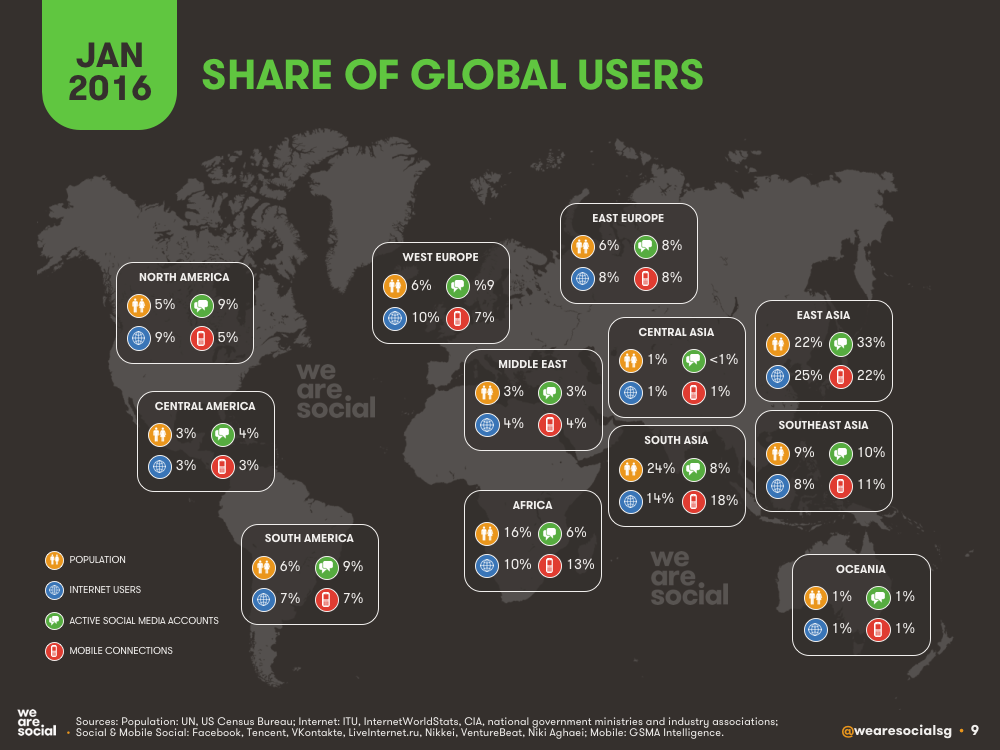 JAN
2016
SHARE OF GLOBAL USERS
EAST EUROPE
6% 8%
8% 8%
WEST EUROPE
6% %9
10% 7%
NORTH AMERICA
5% 9%
9% 5%
EAST ASIA
22% 33%
25% 22%
CENTRAL ASIA
1% <1%
1% 1%
MIDDLE EAST
3% 3%
4% 4%
we
are
social
CENTRAL AMERICA
3% 4%
3% 3%
SOUTHEAST ASIA
9% 10%
8% 11%
SOUTH ASIA
24% 8%
14% 18%
AFRICA
16% 6%
10% 13%
SOUTH AMERICA
6% 9%
7% 7%
we
are
social
OCEANIA
1% 1%
1% 1%
POPULATION
INTERNET USERS
ACTIVE SOCIAL MEDIA ACCOUNTS
MOBILE CONNECTIONS
we
are
social
• Sources: Population: UN, US Census Bureau; Internet: ITU, InternetWorldStats, CIA, national government ministries and industry associations;
Social & Mobile Social: Facebook, Tencent, VKontakte, LiveInternet.ru, Nikkei, VentureBeat, Niki Aghaei; Mobile: GSMA Intelligence.
@wearesocialsg • 9